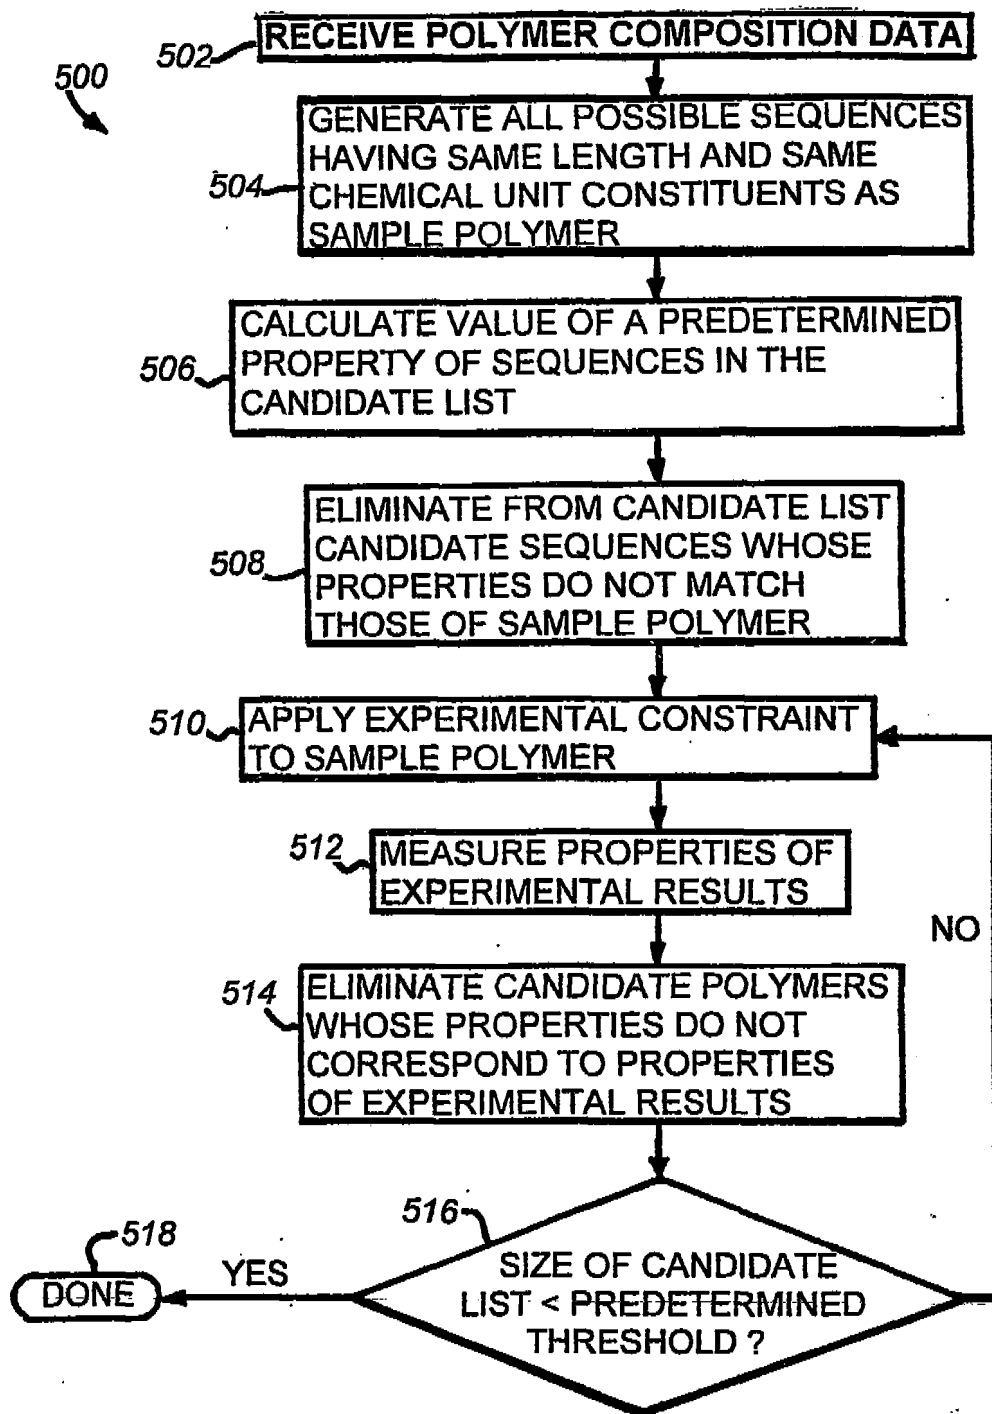 502
RECEIVE POLYMER COMPOSITION DATA
500
504
GENERATE ALL POSSIBLE SEQUENCES
HAVING SAME LENGTH AND SAME
CHEMICAL UNIT CONSTITUENTS AS
SAMPLE POLYMER
506
CALCULATE VALUE OF A PREDETERMINED
PROPERTY OF SEQUENCES IN THE
CANDIDATE LIST
508
ELIMINATE FROM CANDIDATE LIST
CANDIDATE SEQUENCES WHOSE
PROPERTIES DO NOT MATCH
THOSE OF SAMPLE POLYMER
510
APPLY EXPERIMENTAL CONSTRAINT
TO SAMPLE POLYMER
512
MEASURE PROPERTIES OF
EXPERIMENTAL RESULTS
NO
514
ELIMINATE CANDIDATE POLYMERS
WHOSE PROPERTIES DO NOT
CORRESPOND TO PROPERTIES
OF EXPERIMENTAL RESULTS
516
SIZE OF CANDIDATE
LIST < PREDETERMINED
THRESHOLD ?
YES
518
DONE